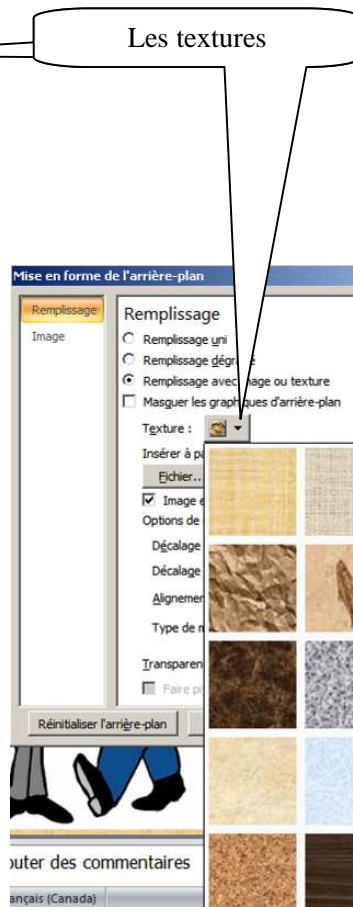 Les textures
Mise en forme de l'arrière-plan
Remplissage
Image
Remplissage
Remplissage uni
Remplissage dégradé
Remplissage avec image ou texture
Masquer les graphiques d'arrière-plan
Texture :
Insérer à pa
Fichier..
Image e
Options de
Décalage
Décalage
Alignemen
Type de m
Transparen
Faire pi
Réinitialiser l'arrière-plan
outer des commentaires
ançais (Canada)